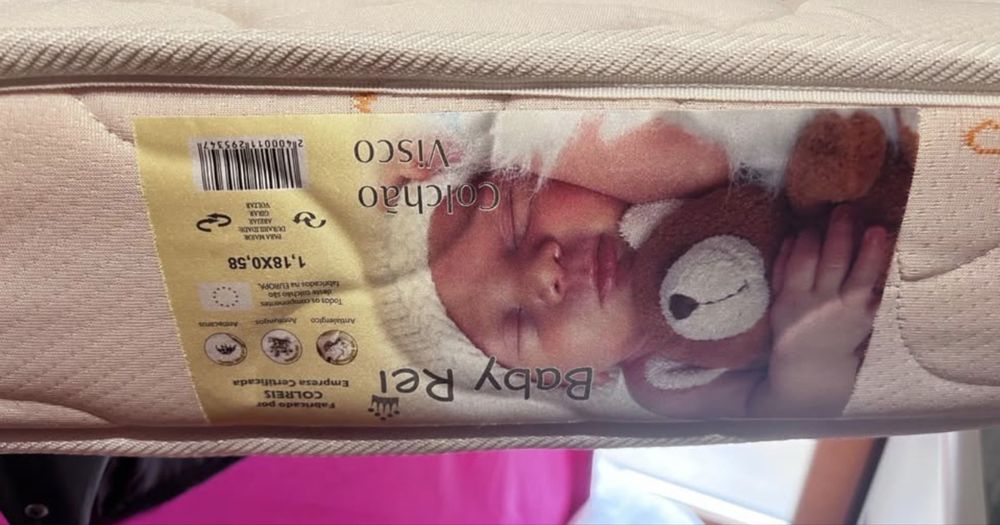 Baby Rei
Fabricado por
COLREIS
Empresa Certificada
Antialérgico
Antifungos
Antiácaros
Todos os componentes
deste colchão são
fabricados na EUROPA.
1,18X0,58
PARA MAIOR
DURABILIDADE:
AREJAR
GIRAR
VOLTAR
2400011295347
Colchão
Visco